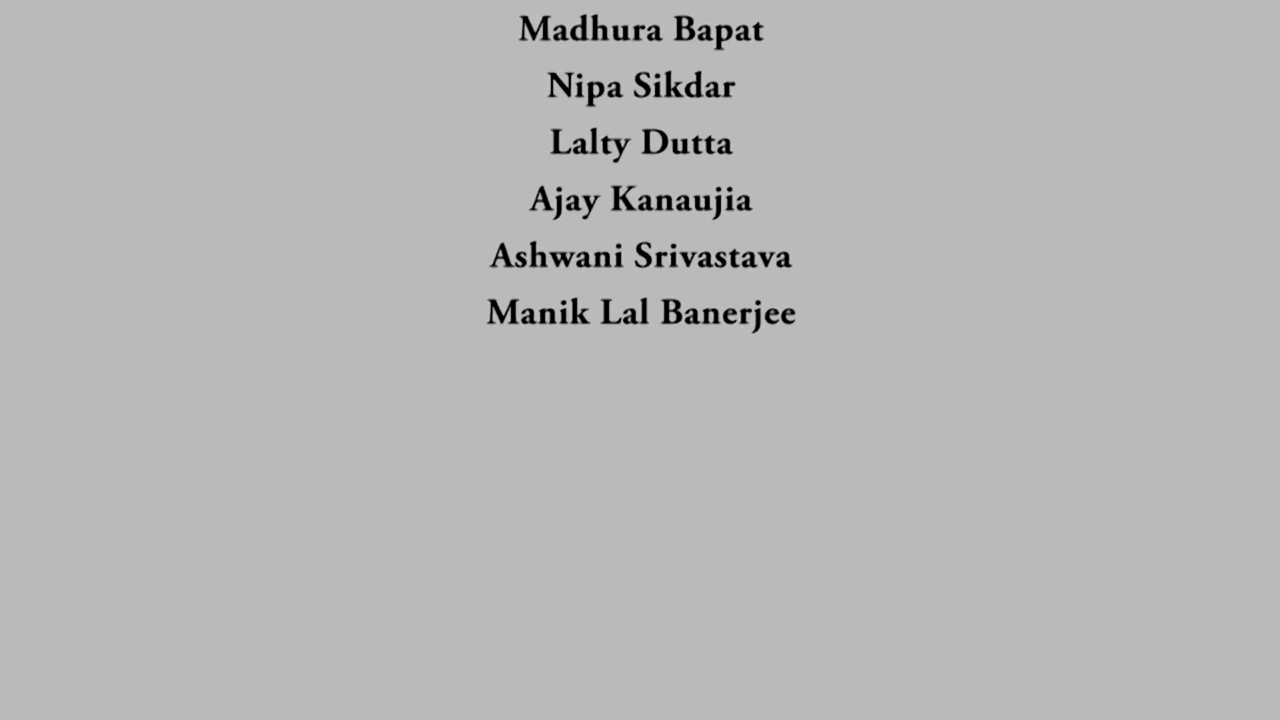 Madhura Bapat
Nipa Sikdar
Lalty Dutta
Ajay Kanaujia
Ashwani Srivastava
Manik Lal Banerjee